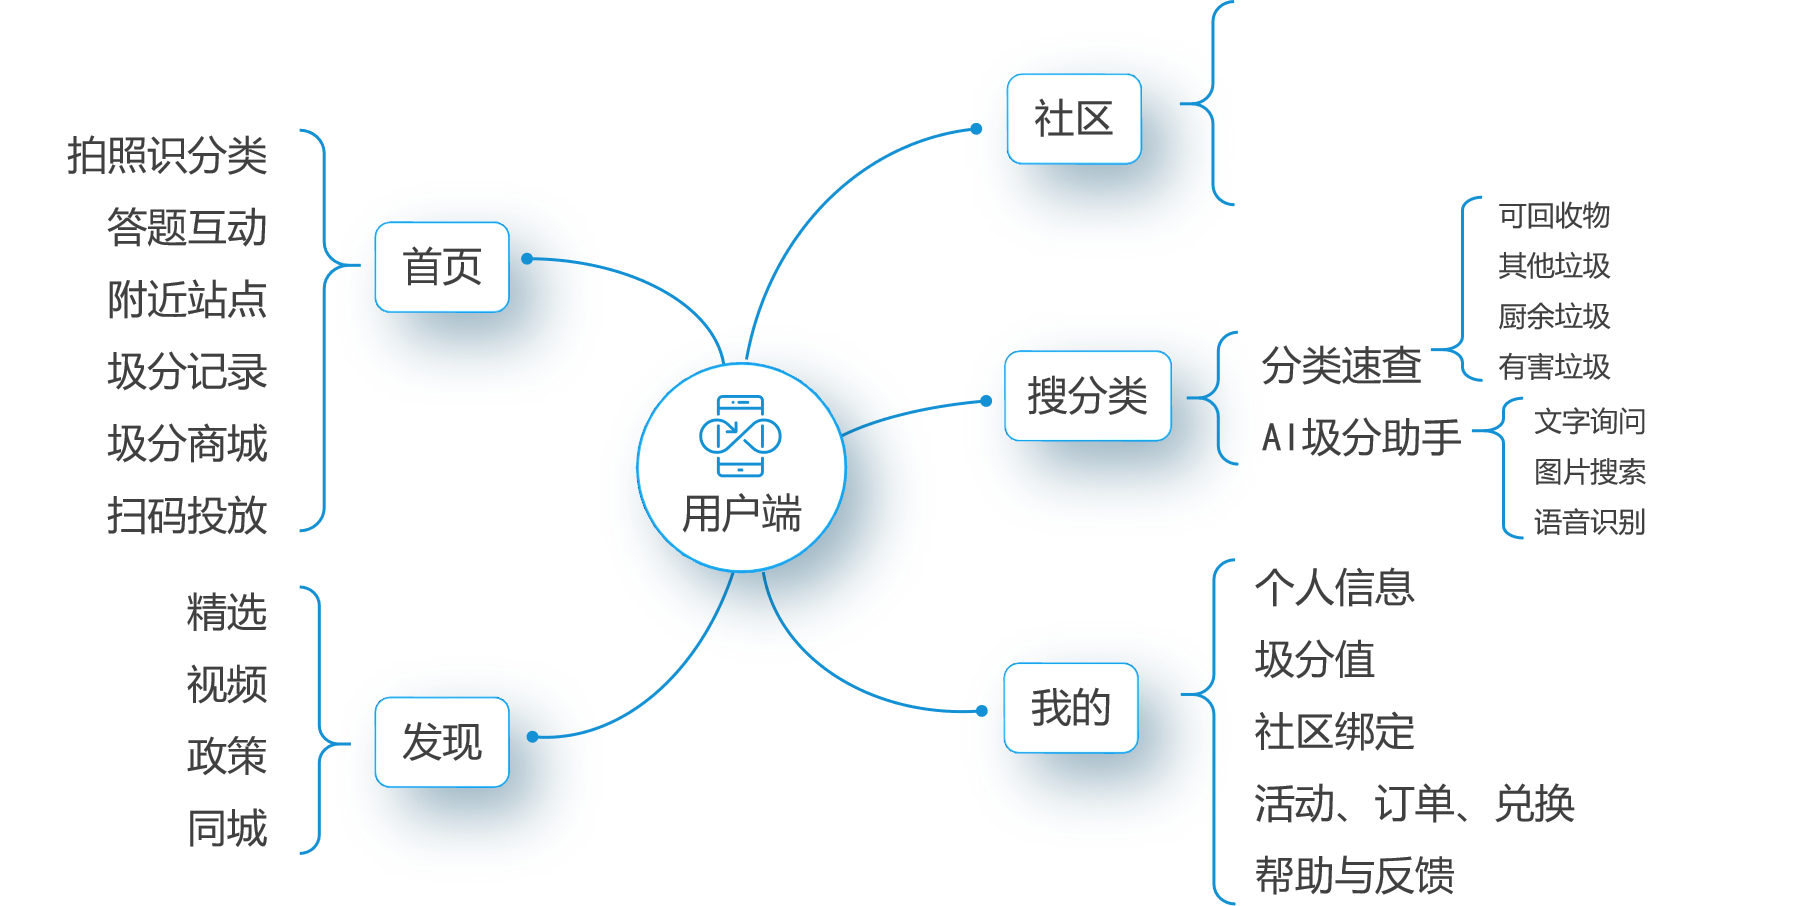 用户端
首页
拍照识分类
答题互动
附近站点
圾分记录
圾分商城
扫码投放
发现
精选
视频
政策
同城
社区
搜分类
分类速查
可回收物
其他垃圾
厨余垃圾
有害垃圾
AI圾分助手
文字询问
图片搜索
语音识别
我的
个人信息
圾分值
社区绑定
活动、订单、兑换
帮助与反馈